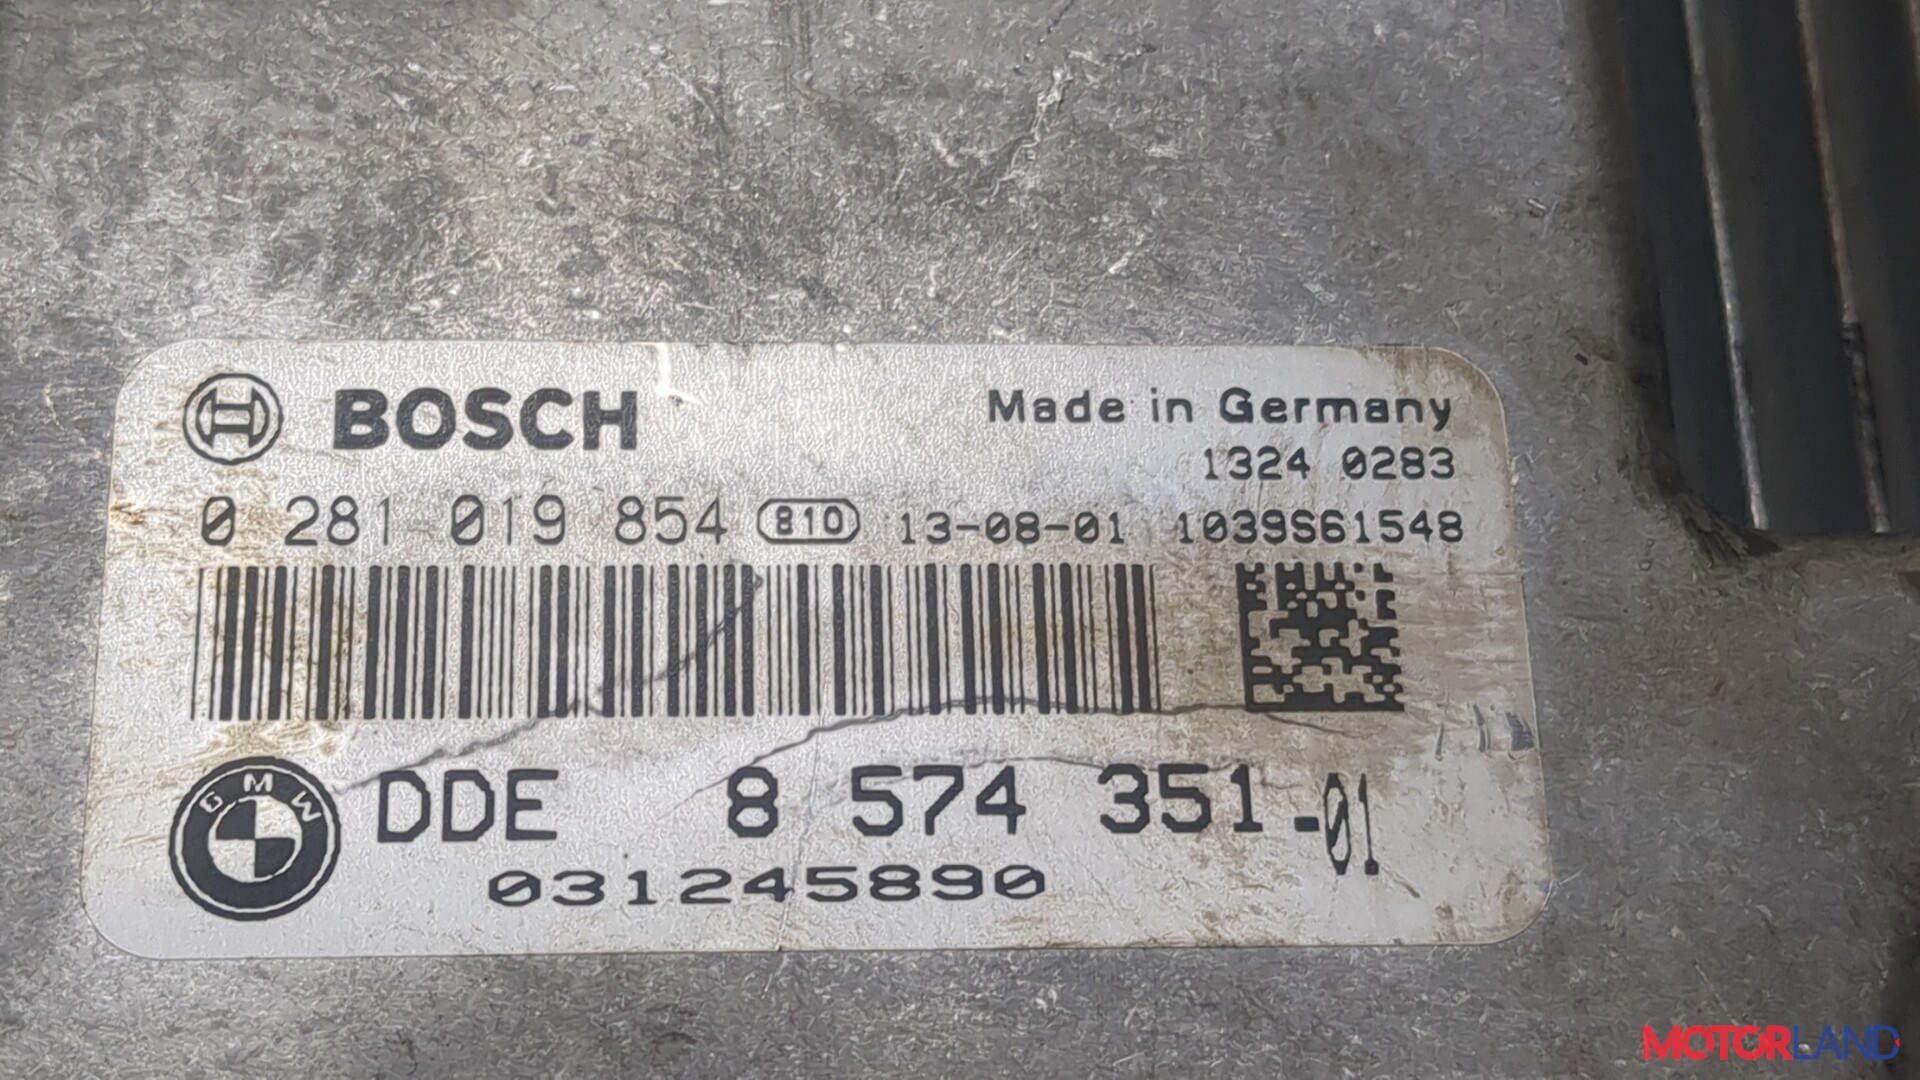 BOSCH
Made in Germany
1324 0283
0 281 019 854 810 13-08-01 1039S61548
BMW
DDE 8 574 351-01
031245890
MOTORLAND